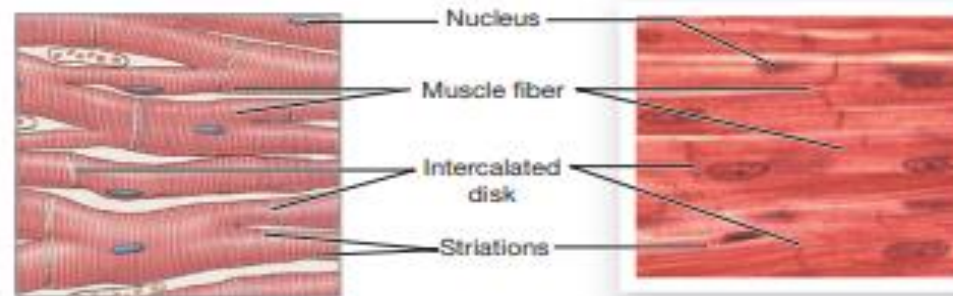 Nucleus
Muscle fiber
Intercalated
disk
Striations